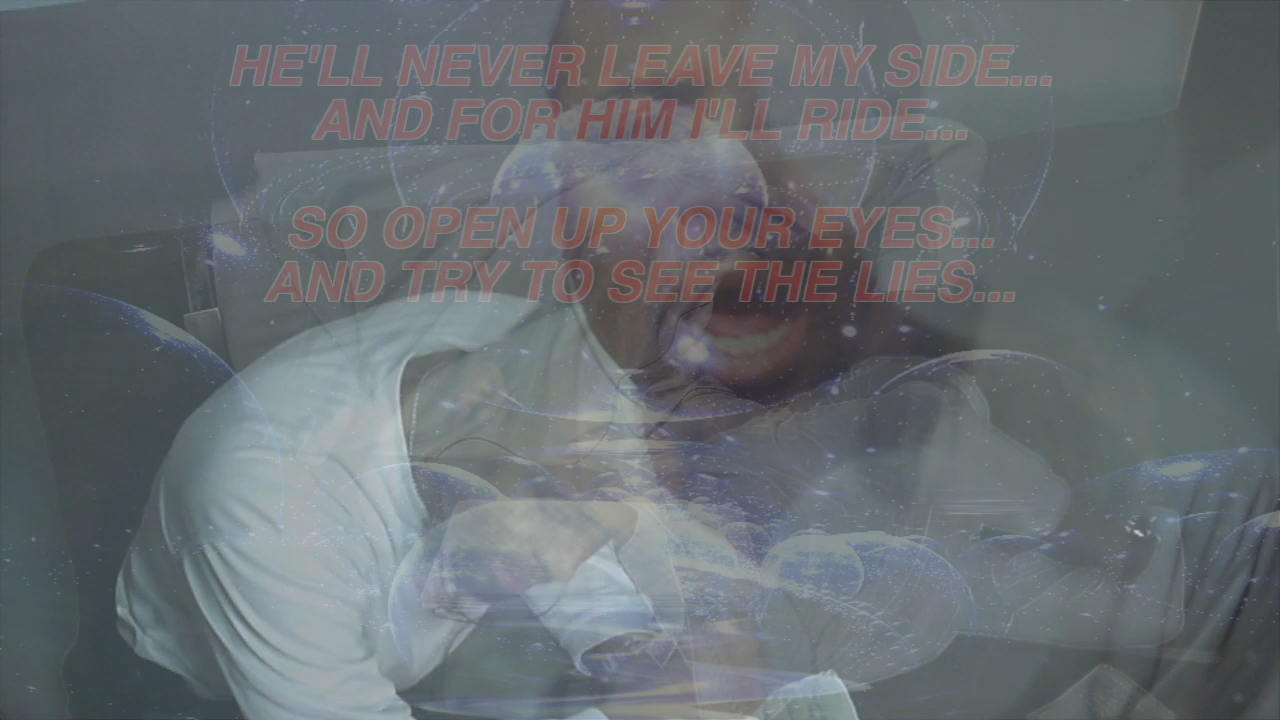 HE'LL NEVER LEAVE MY SIDE...
AND FOR HIM I'LL RIDE...
SO OPEN UP YOUR EYES...
AND TRY TO SEE THE LIES...